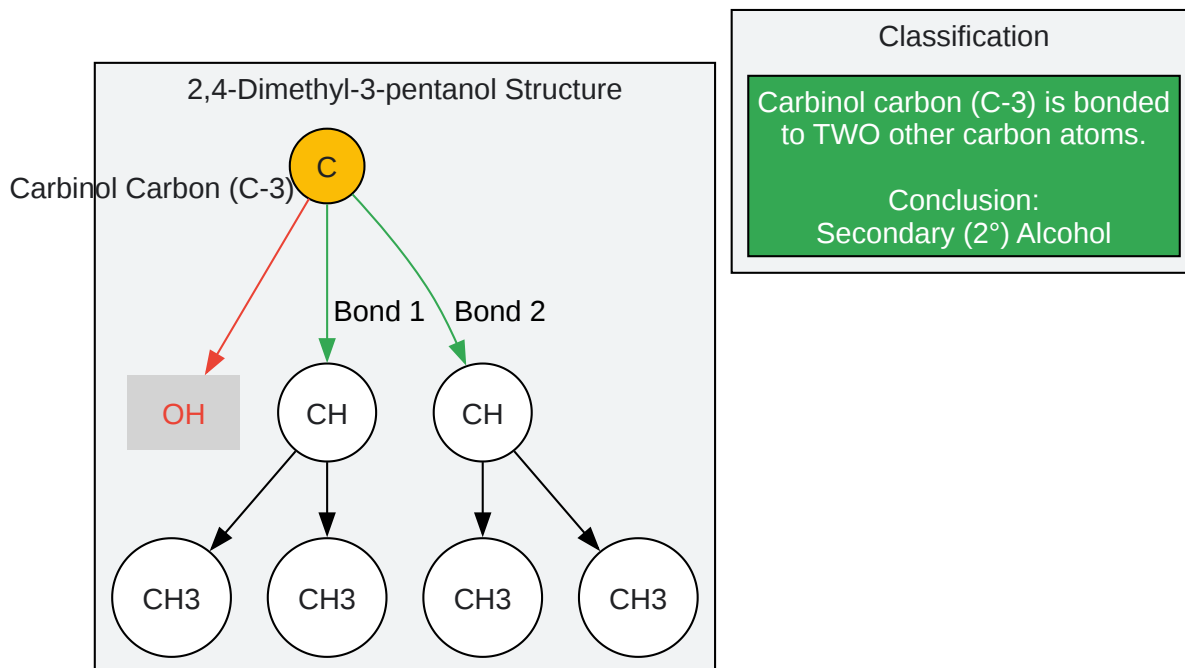 Classification
Carbinol carbon (C-3) is bonded
to TWO other carbon atoms.
Conclusion:
Secondary (2°) Alcohol
2,4-Dimethyl-3-pentanol Structure
C
Carbinol Carbon (C-3)
Bond 1
Bond 2
OH
CH
CH
CH3
CH3
CH3
CH3